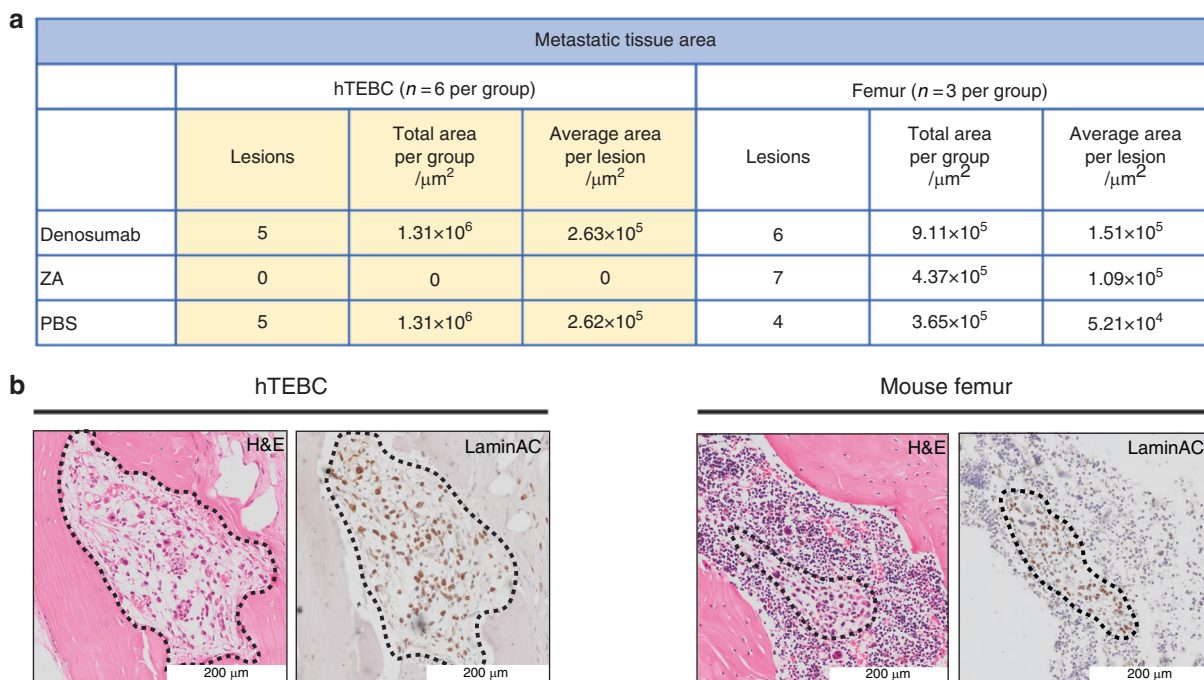 a
Metastatic tissue area
hTEBC (n = 6 per group) Femur (n = 3 per group)
Lesions Total area per group /μm² Average area per lesion /μm² Lesions Total area per group /μm² Average area per lesion /μm²
Denosumab 5 1.31×10⁶ 2.63×10⁵ 6 9.11×10⁵ 1.51×10⁵
ZA 0 0 0 7 4.37×10⁵ 1.09×10⁵
PBS 5 1.31×10⁶ 2.62×10⁵ 4 3.65×10⁵ 5.21×10⁴
b
hTEBC Mouse femur
H&E LaminAC H&E LaminAC
200 μm 200 μm 200 μm 200 μm